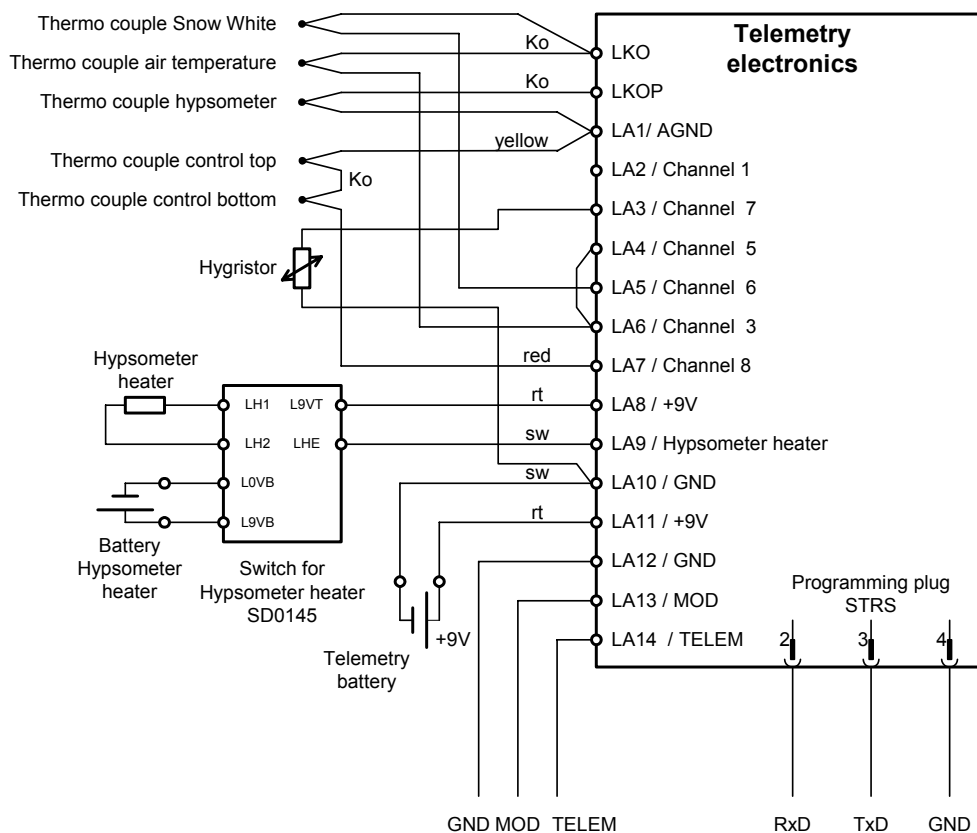 Thermo couple Snow White
Thermo couple air temperature
Thermo couple hypsometer
Thermo couple control top
Thermo couple control bottom
Hygristor
Ko
Ko
yellow
Ko
red
rt
sw
sw
rt
Telemetry
electronics
LKO
LKOP
LA1/ AGND
LA2 / Channel 1
LA3 / Channel 7
LA4 / Channel 5
LA5 / Channel 6
LA6 / Channel 3
LA7 / Channel 8
LA8 / +9V
LA9 / Hypsometer heater
LA10 / GND
LA11 / +9V
LA12 / GND
LA13 / MOD
LA14 / TELEM
Hypsometer
heater
LH1 L9VT
LH2 LHE
L0VB
L9VB
Battery
Hypsometer
heater
Switch for
Hypsometer heater
SD0145
+9V
Telemetry
battery
Programming plug
STRS
2 3 4
GND MOD TELEM
RxD TxD GND